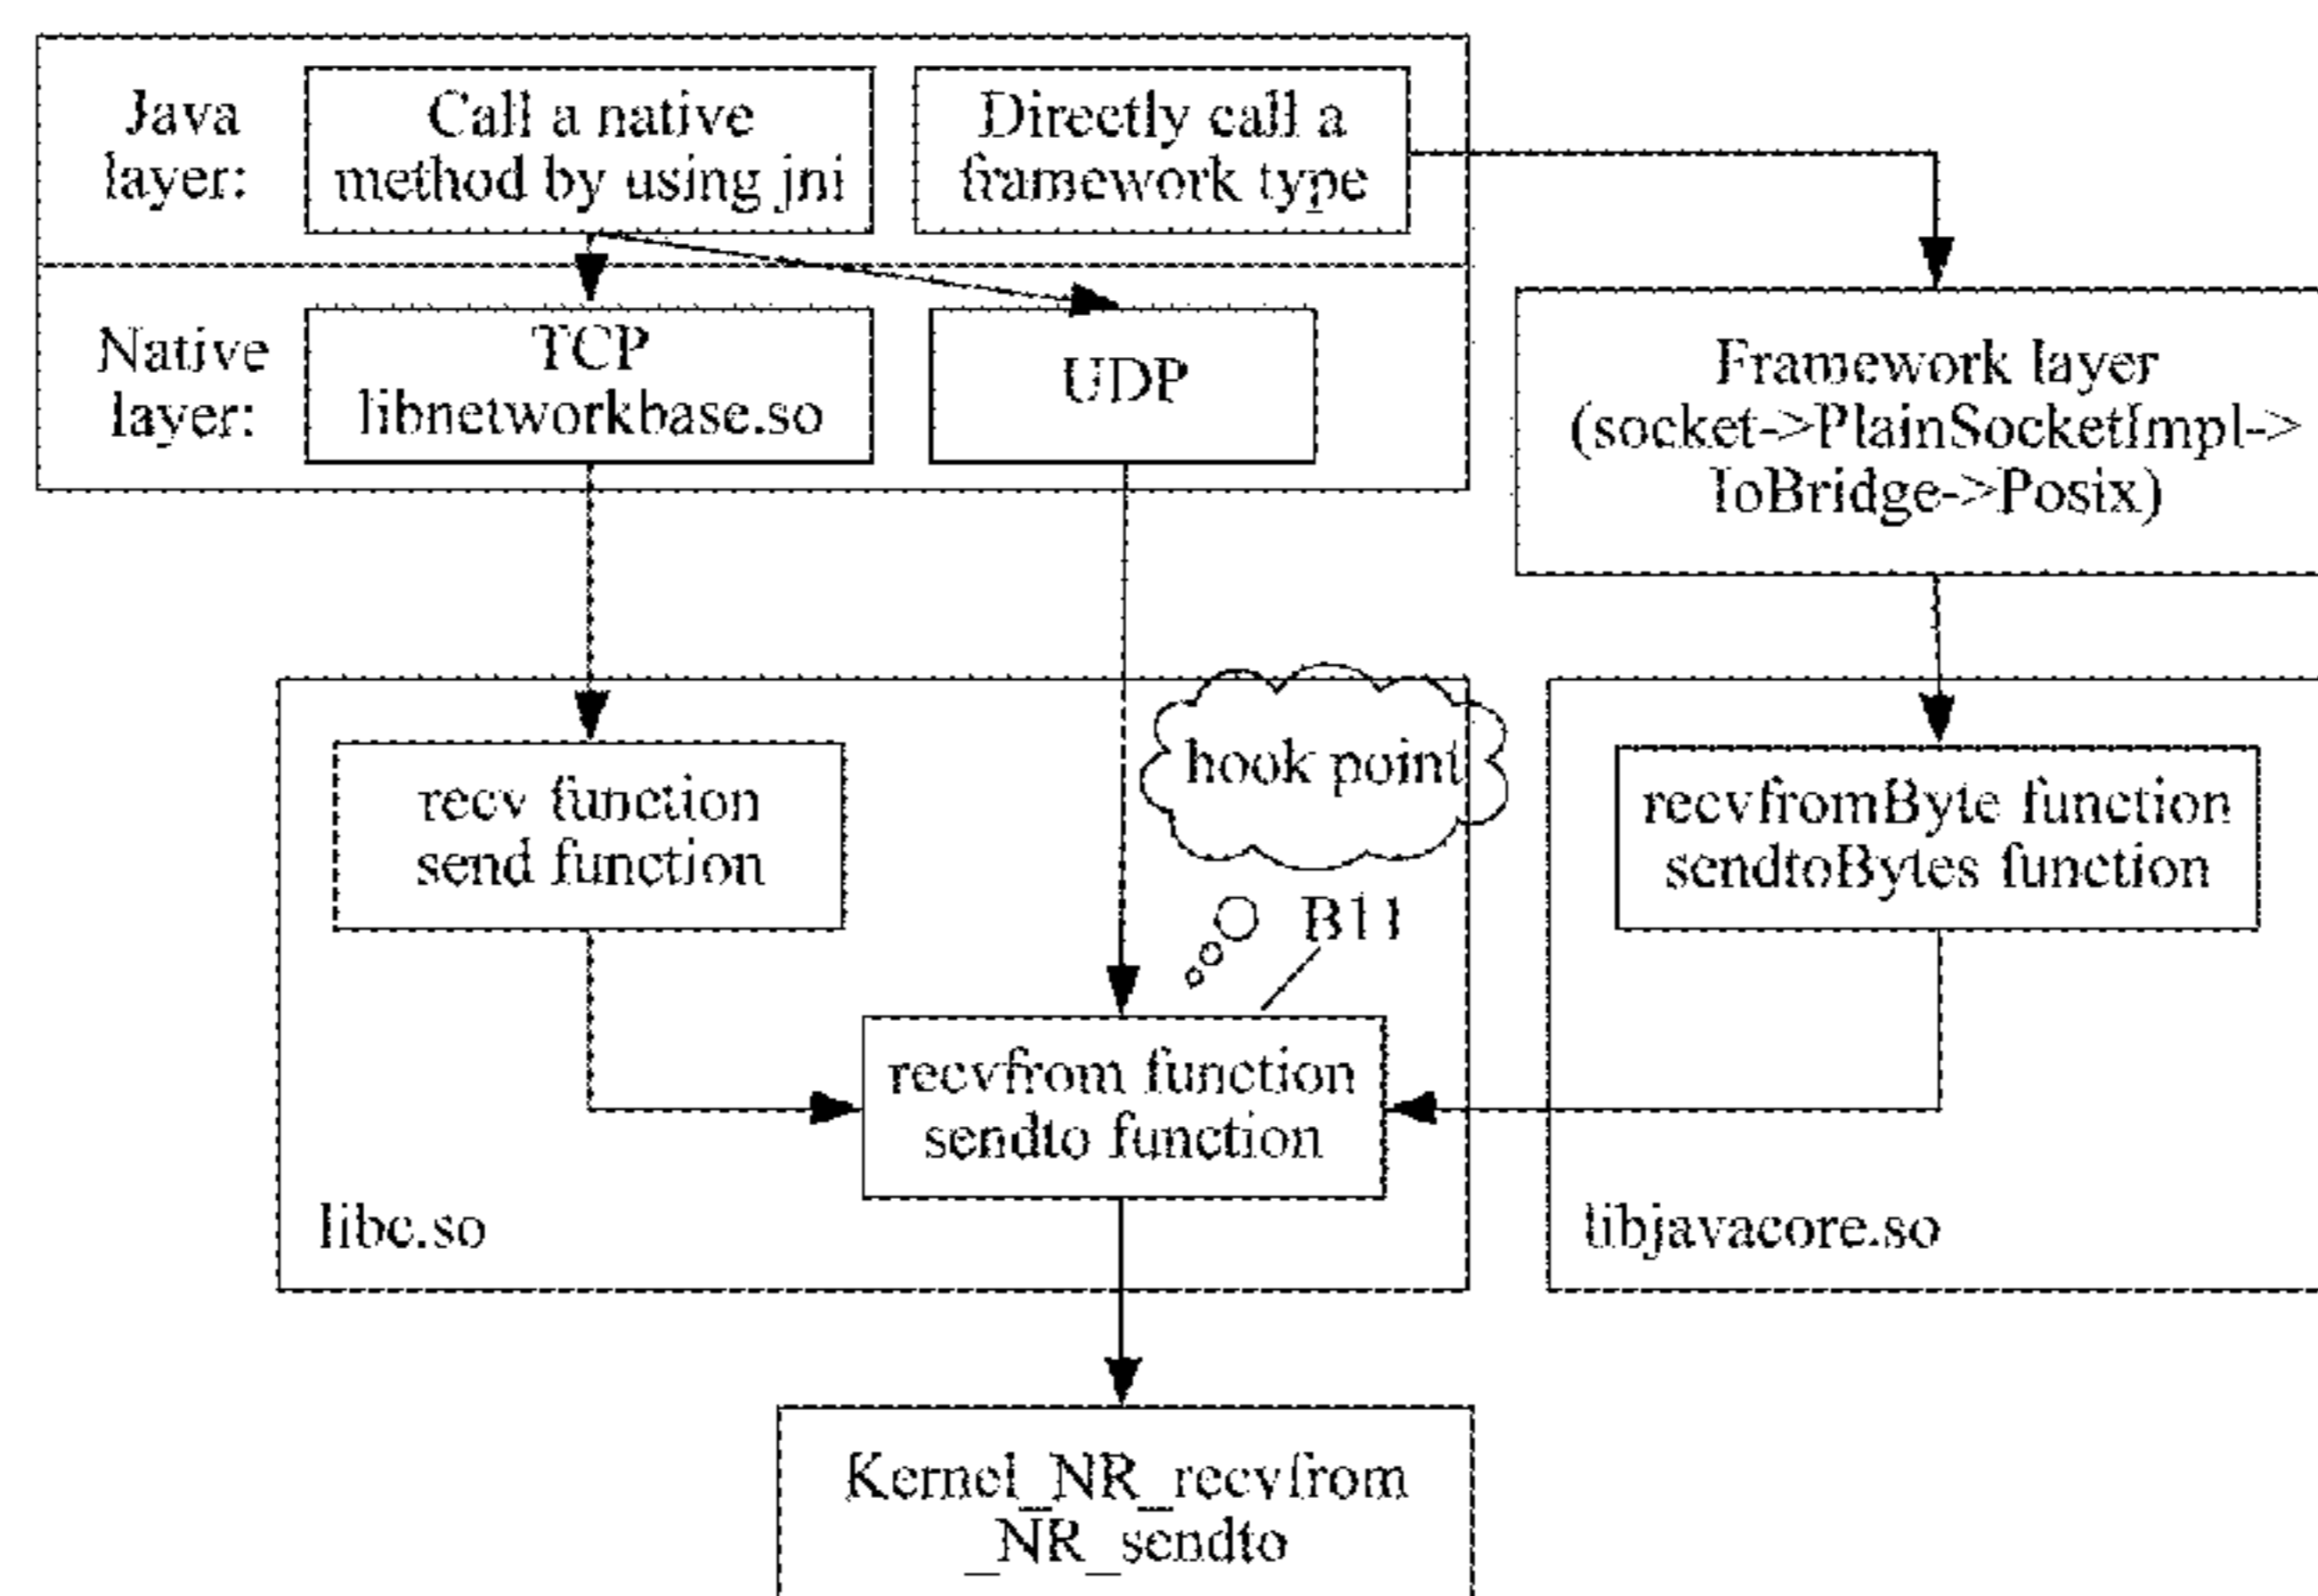 Java
layer:
Call a native
method by using jni
Directly call a
framework type
Native
layer:
TCP
libnetworkbase.so
UDP
Framework layer
(socket->PlainSocketImpl->
IoBridge->Posix)
recv function
send function
hook point
B11
recvfromByte function
sendtoBytes function
recvfrom function
sendto function
libc.so
libjavacore.so
Kernel_NR_recvfrom
_NR_sendto